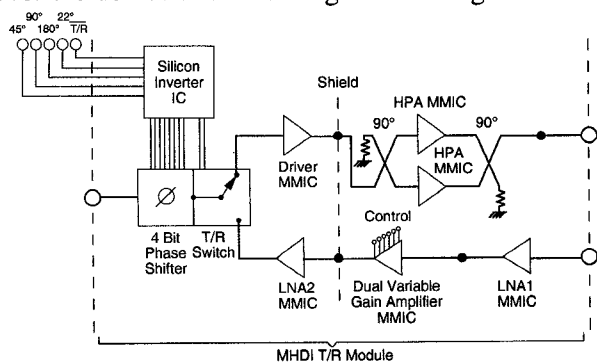 90°
22°
45°
180°
T/R
Silicon
Inverter
IC
Shield
HPA MMIC
90°
90°
HPA
MMIC
Driver
MMIC
Control
4 Bit
Phase
Shifter
T/R
Switch
LNA2
MMIC
Dual Variable
Gain Amplifier
MMIC
LNA1
MMIC
MHDI T/R Module